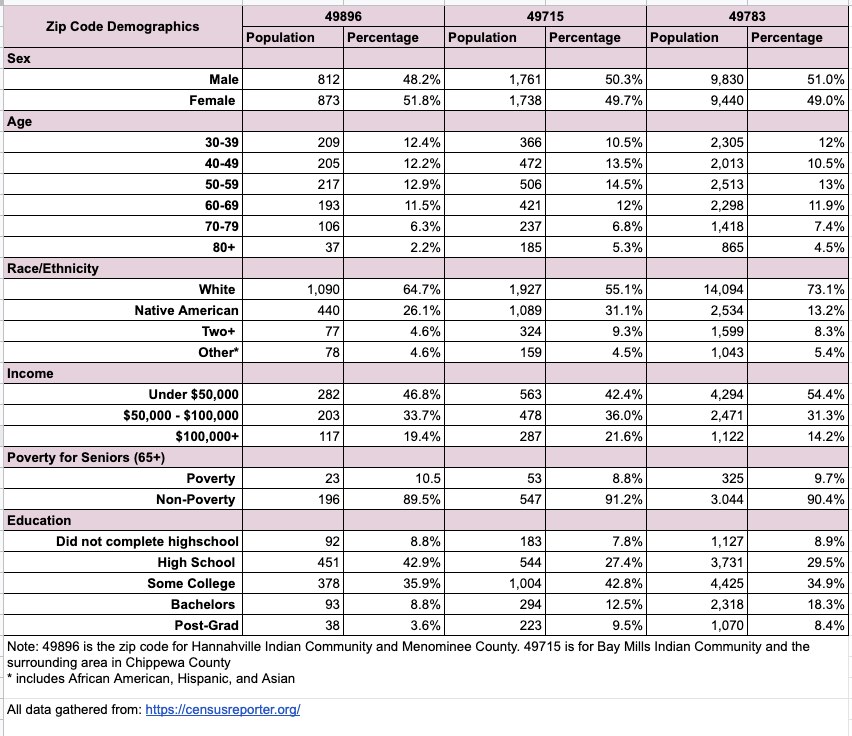 Zip Code Demographics 49896 49715 49783
Population Percentage Population Percentage Population Percentage
Sex
Male 812 48.2% 1,761 50.3% 9,830 51.0%
Female 873 51.8% 1,738 49.7% 9,440 49.0%
Age
30-39 209 12.4% 366 10.5% 2,305 12%
40-49 205 12.2% 472 13.5% 2,013 10.5%
50-59 217 12.9% 506 14.5% 2,513 13%
60-69 193 11.5% 421 12% 2,298 11.9%
70-79 106 6.3% 237 6.8% 1,418 7.4%
80+ 37 2.2% 185 5.3% 865 4.5%
Race/Ethnicity
White 1,090 64.7% 1,927 55.1% 14,094 73.1%
Native American 440 26.1% 1,089 31.1% 2,534 13.2%
Two+ 77 4.6% 324 9.3% 1,599 8.3%
Other* 78 4.6% 159 4.5% 1,043 5.4%
Income
Under $50,000 282 46.8% 563 42.4% 4,294 54.4%
$50,000 - $100,000 203 33.7% 478 36.0% 2,471 31.3%
$100,000+ 117 19.4% 287 21.6% 1,122 14.2%
Poverty for Seniors (65+)
Poverty 23 10.5 53 8.8% 325 9.7%
Non-Poverty 196 89.5% 547 91.2% 3.044 90.4%
Education
Did not complete highschool 92 8.8% 183 7.8% 1,127 8.9%
High School 451 42.9% 544 27.4% 3,731 29.5%
Some College 378 35.9% 1,004 42.8% 4,425 34.9%
Bachelors 93 8.8% 294 12.5% 2,318 18.3%
Post-Grad 38 3.6% 223 9.5% 1,070 8.4%
Note: 49896 is the zip code for Hannahville Indian Community and Menominee County. 49715 is for Bay Mills Indian Community and the
surrounding area in Chippewa County
* includes African American, Hispanic, and Asian
All data gathered from: https://censusreporter.org/